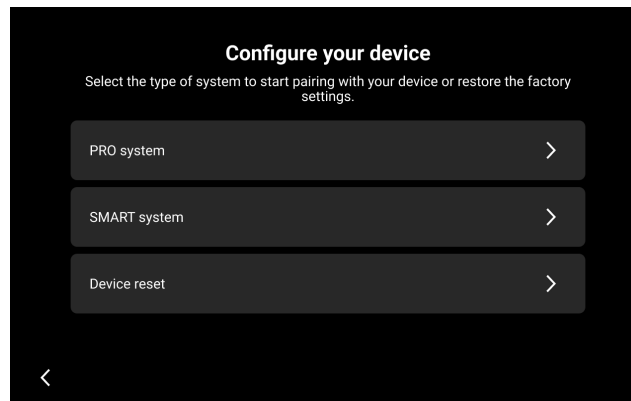 Configure your device
Select the type of system to start pairing with your device or restore the factory
settings.
PRO system
SMART system
Device reset